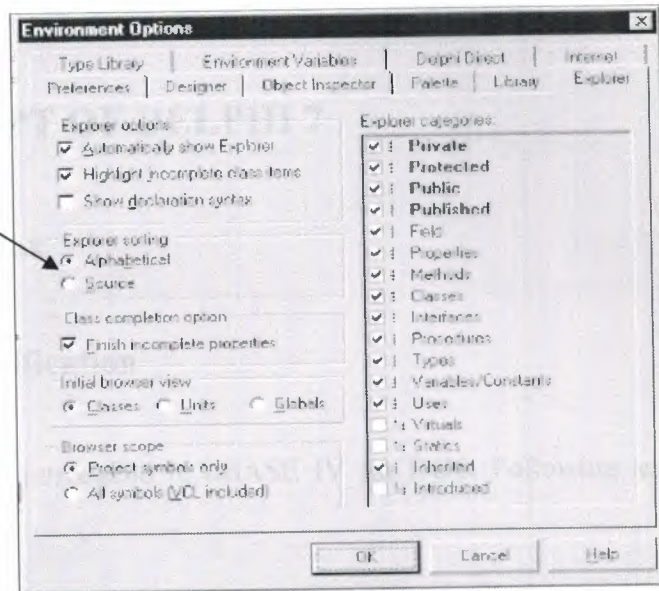 Environment Options
Type Library Environment Variables Delphi Direct Internet
Preferences Designer Object Inspector Palette Library Explorer
Explorer options
Automatically show Explorer
Highlight incomplete class items
Show declaration syntax
Explorer sorting
Alphabetical
Source
Class completion option
Finish incomplete properties
Initial browser view
Classes Units Globals
Browser scope
Project symbols only
All symbols (VCL included)
Explorer categories:
Private
Protected
Public
Published
Field
Properties
Methods
Classes
Interfaces
Procedures
Types
Variables/Constants
Uses
Virtuals
Statics
Inherited
Introduced
OK Cancel Help